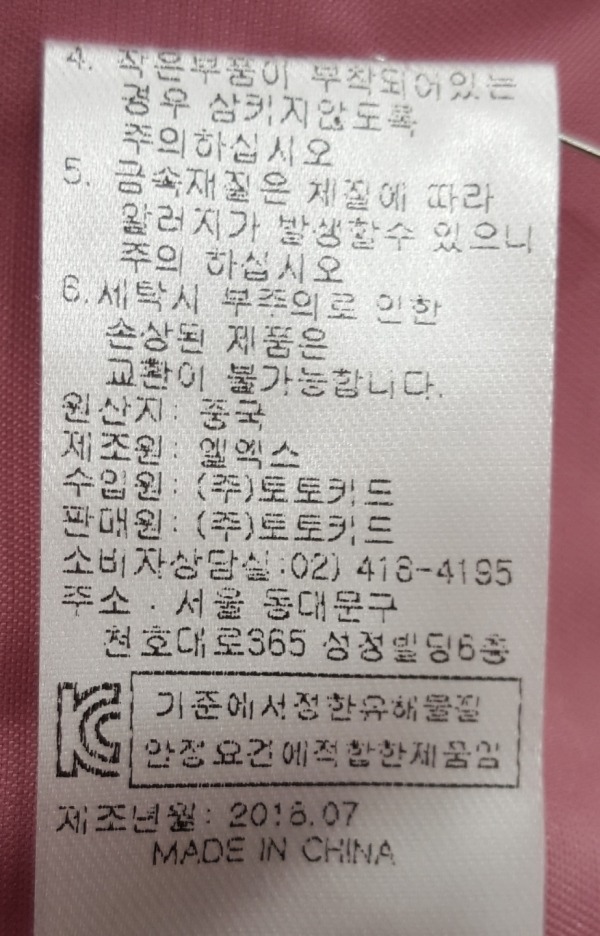 4. 작은부품이 부착되어있는
경우 삼키지않도록
주의하십시오
5. 금속재질은 제질에 따라
알러지가 발생할수 있으니
주의 하십시오
6.세탁시 부주의로 인한
손상된 제품은
교환이 불가능합니다.
원산지: 중국
제조원: 엘엑스
수입원: (주)토토키드
판매원: (주)토토키드
소비자상담실:02)
주소 : 서울 동대문구
천호대로365 성정빌딩6층
KC
기준에서정한유해물질
안정요건에적합한제품임
제조년월:
MADE IN CHINA